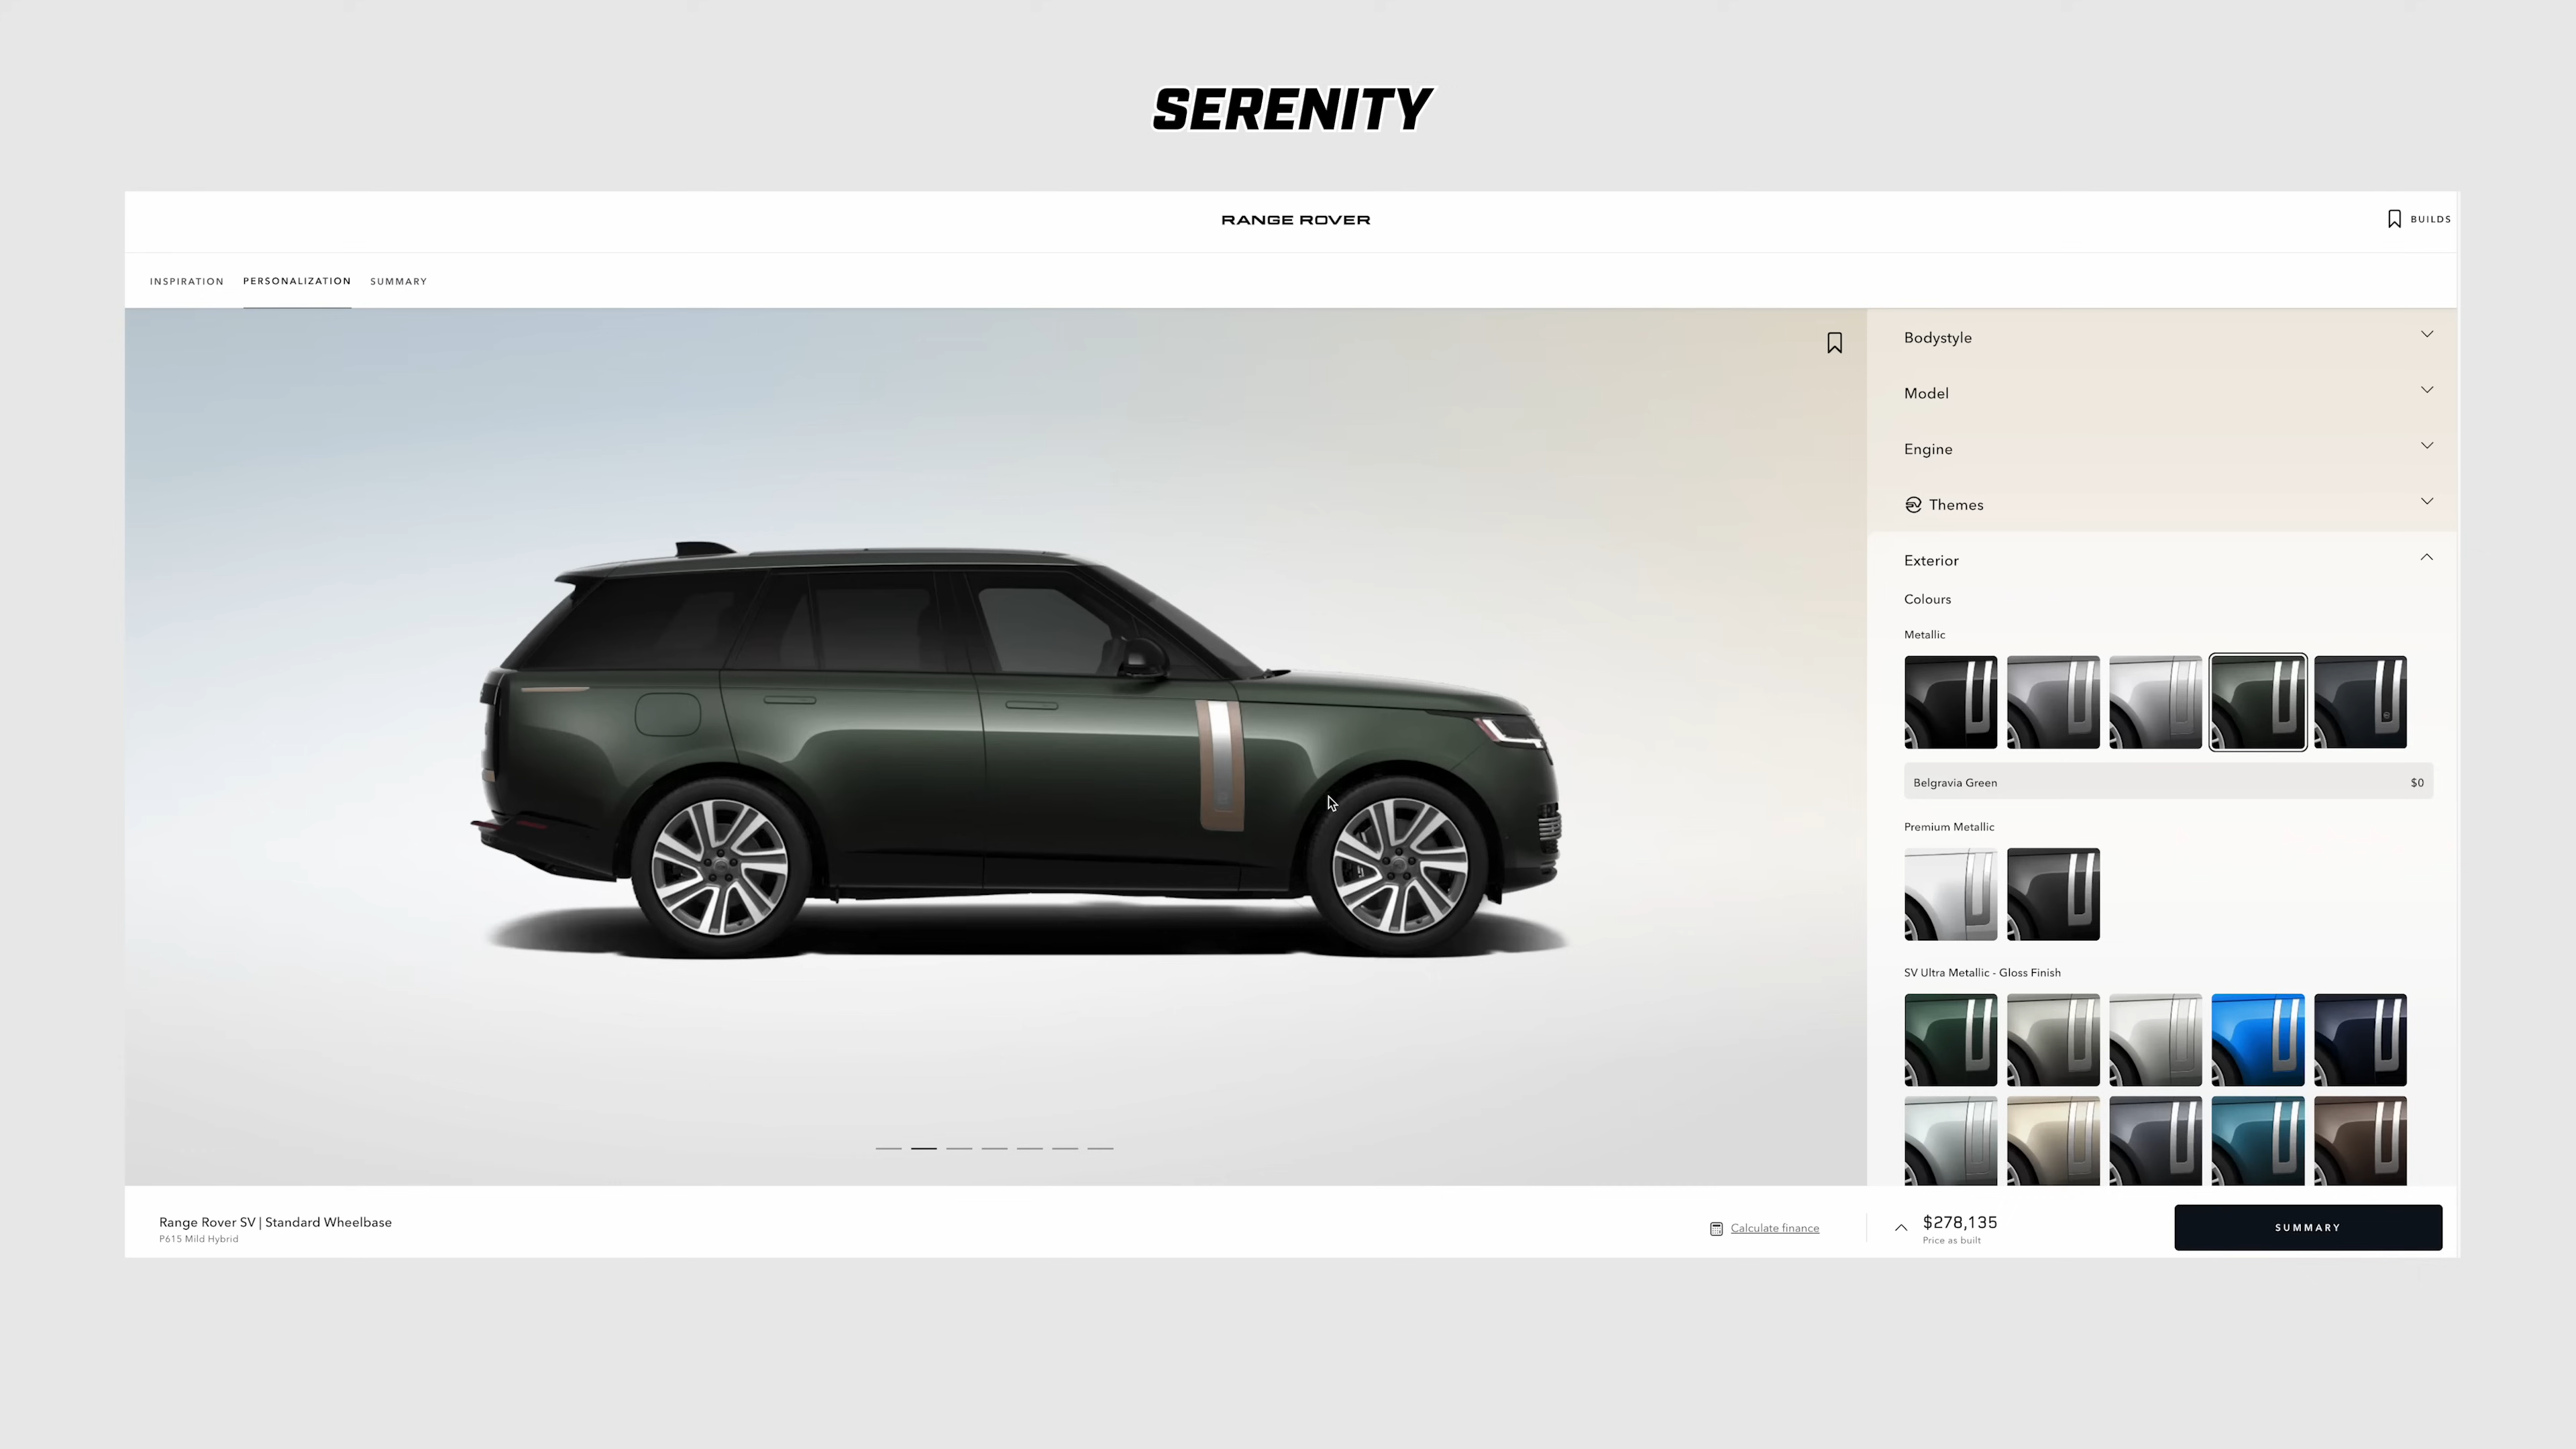 SERENITY
RANGE ROVER
BUILDS
INSPIRATION PERSONALIZATION SUMMARY
Bodystyle
Model
Engine
SV Themes
Exterior
Colours
Metallic
Belgravia Green $0
Premium Metallic
SV Ultra Metallic - Gloss Finish
Range Rover SV | Standard Wheelbase
P615 Mild Hybrid
Calculate finance
$278,135
Price as built
SUMMARY